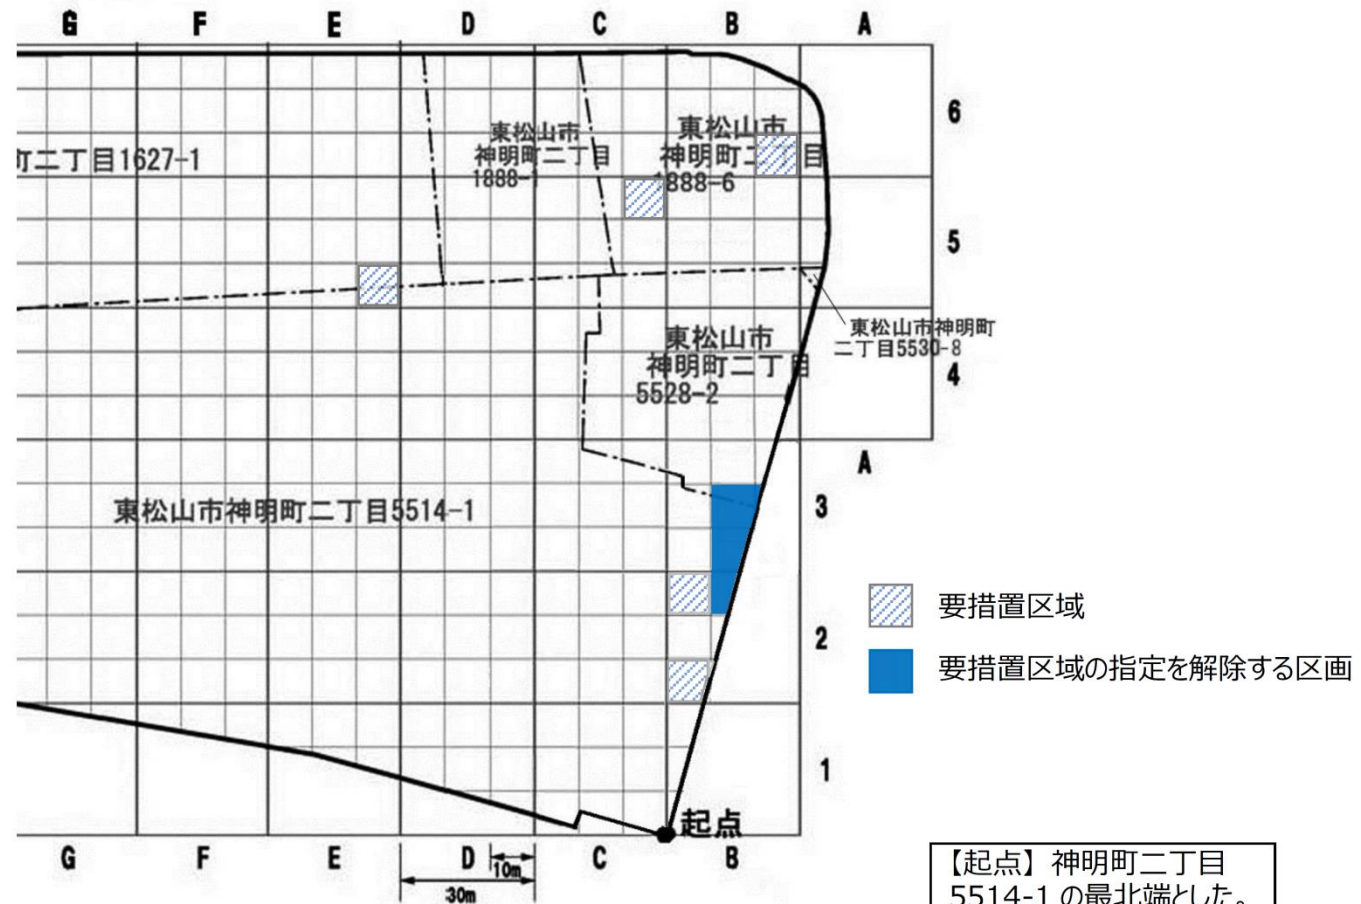 G F E D C B A
6
東松山市
神明町二丁目
1888-1
東松山市
神明町二丁目
1888-6
町二丁目1627-1
5
東松山市神明町
二丁目5530-8
東松山市
神明町二丁目
5528-2
4
A
東松山市神明町二丁目5514-1
3
要措置区域
2
要措置区域の指定を解除する区画
1
起点
G F E D C B
10m
30m
【起点】神明町二丁目
5514-1の最北端とした。